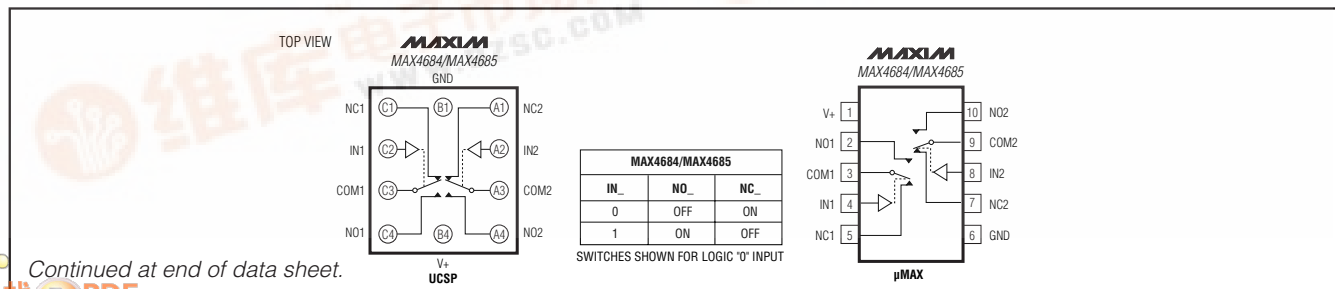 TOP VIEW
MAXIM
MAX4684/MAX4685
GND
NC1 C1 B1 A1 NC2
IN1 C2 A2 IN2
COM1 C3 A3 COM2
NO1 C4 B4 A4 NO2
V+
UCSP
MAX4684/MAX4685
IN_ NO_ NC_
0 OFF ON
1 ON OFF
SWITCHES SHOWN FOR LOGIC "0" INPUT
MAXIM
MAX4684/MAX4685
V+ 1 10 NO2
NO1 2 9 COM2
COM1 3 8 IN2
IN1 4 7 NC2
NC1 5 6 GND
µMAX
Continued at end of data sheet.
PDF